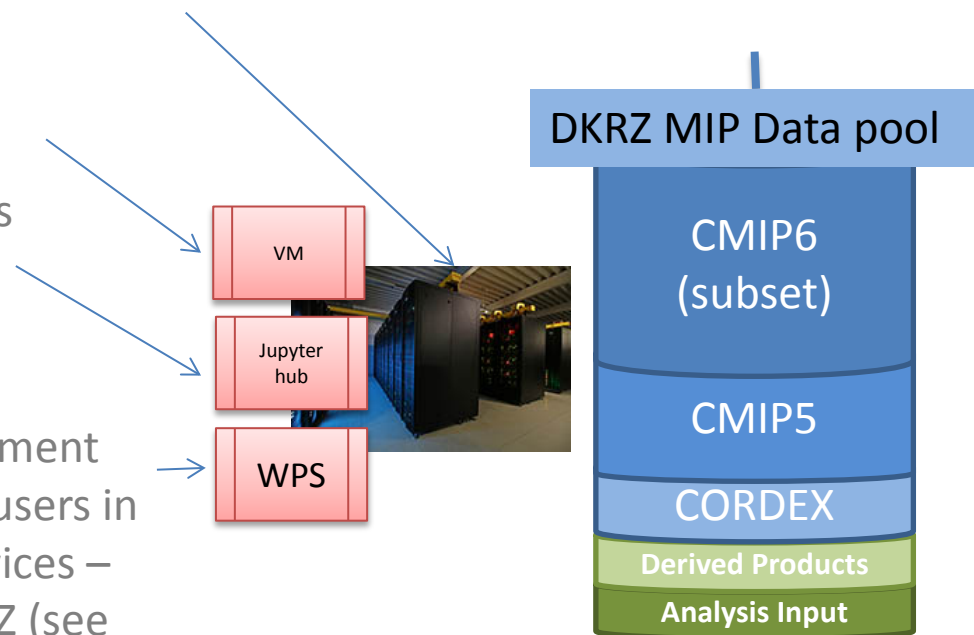 s
ment
users in
ices –
Z (see
VM
Jupyter
hub
WPS
DKRZ MIP Data pool
CMIP6
(subset)
CMIP5
CORDEX
Derived Products
Analysis Input